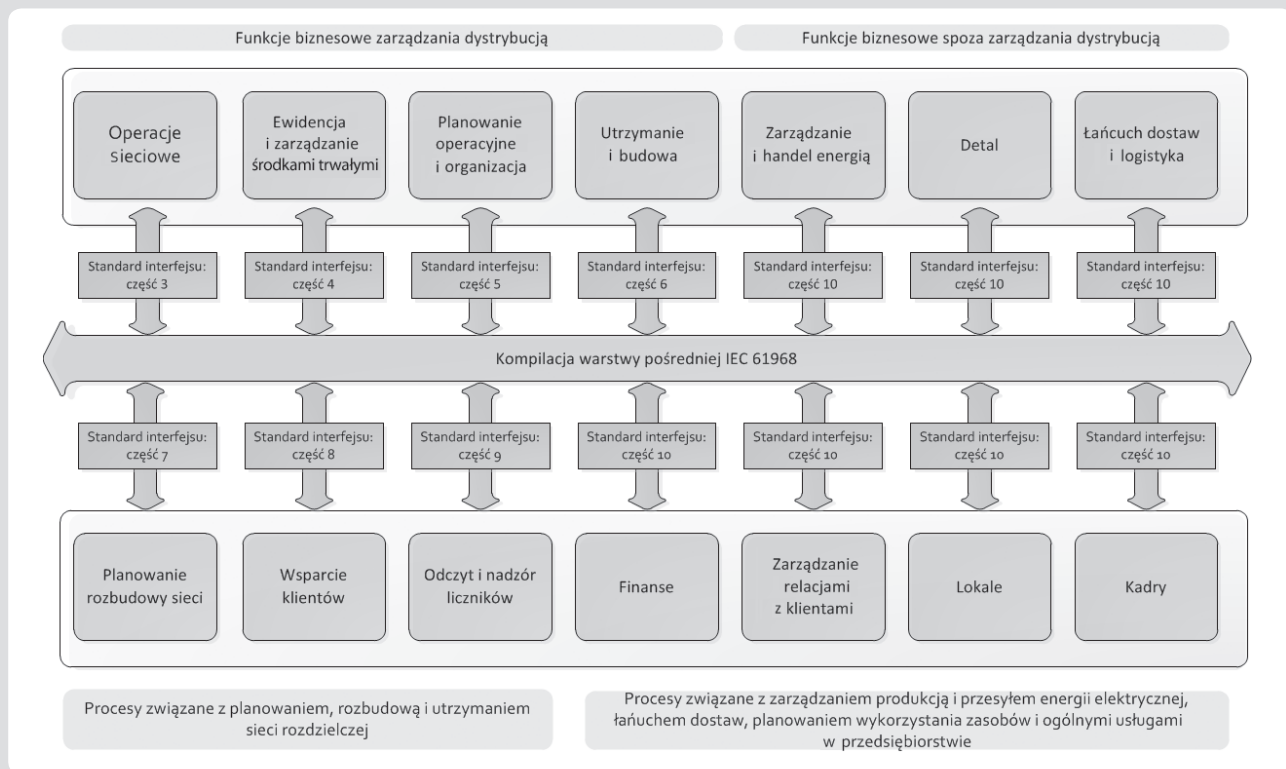 Funkcje biznesowe zarządzania dystrybucją
Funkcje biznesowe spoza zarządzania dystrybucją
Operacje
sieciowe
Ewidencja
i zarządzanie
środkami trwałymi
Planowanie
operacyjne
i organizacja
Utrzymanie
i budowa
Zarządzanie
i handel energią
Detal
Łańcuch dostaw
i logistyka
Standard interfejsu:
część 3
Standard interfejsu:
część 4
Standard interfejsu:
część 5
Standard interfejsu:
część 6
Standard interfejsu:
część 10
Standard interfejsu:
część 10
Standard interfejsu:
część 10
Kompilacja warstwy pośredniej IEC 61968
Standard interfejsu:
część 7
Standard interfejsu:
część 8
Standard interfejsu:
część 9
Standard interfejsu:
część 10
Standard interfejsu:
część 10
Standard interfejsu:
część 10
Standard interfejsu:
część 10
Planowanie
rozbudowy sieci
Wsparcie
klientów
Odczyt i nadzór
liczników
Finanse
Zarządzanie
relacjami
z klientami
Lokale
Kadry
Procesy związane z planowaniem, rozbudową i utrzymaniem
sieci rozdzielczej
Procesy związane z zarządzaniem produkcją i przesyłem energii elektrycznej,
łańuchem dostaw, planowaniem wykorzystania zasobów i ogólnymi usługami
w przedsiębiorstwie